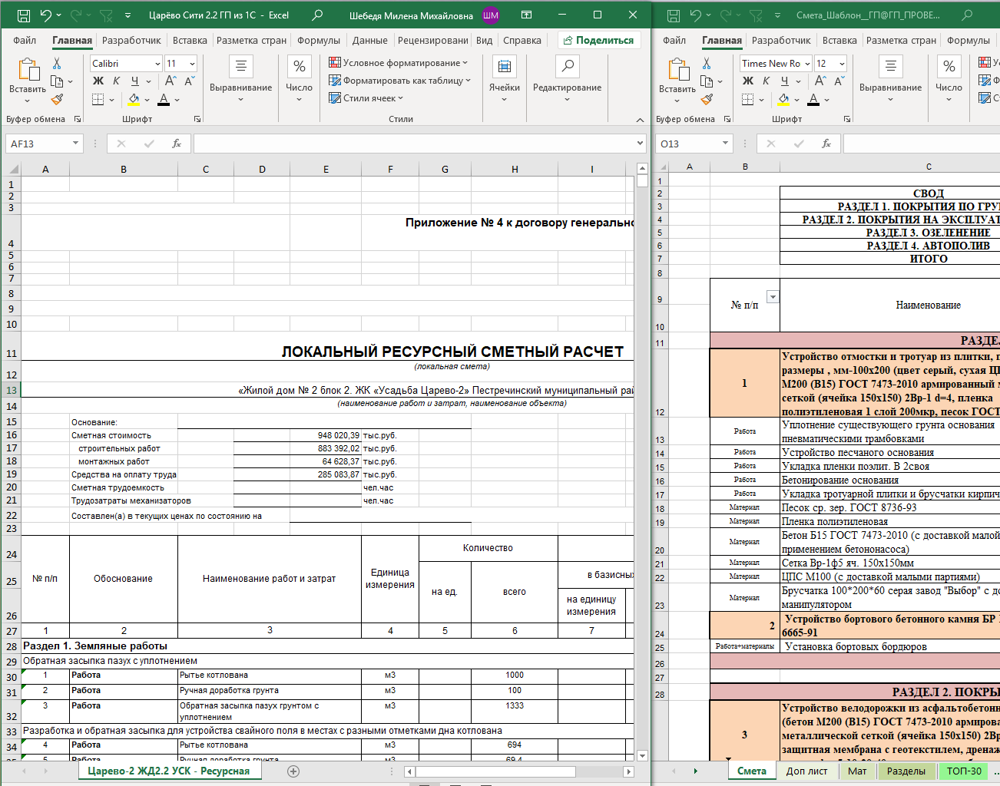 Царёво Сити 2.2 ГП из 1С - Excel
Шебедя Милена Михайловна
ШМ
Файл Главная Разработчик Вставка Разметка стран Формулы Данные Рецензировани Вид Справка Поделиться
Вставить
Буфер обмена
Calibri 11
Ж К Ч
Шрифт
Выравнивание
Число
Условное форматирование
Форматировать как таблицу
Стили ячеек
Стили
Ячейки
Редактирование
AF13
fx
A B C D E F G H I
1
2
3
4 Приложение № 4 к договору генерально
5
6
7
8
9
10
11 ЛОКАЛЬНЫЙ РЕСУРСНЫЙ СМЕТНЫЙ РАСЧЕТ
12 (локальная смета)
13 «Жилой дом № 2 блок 2. ЖК «Усадьба Царево-2» Пестречинский муниципальный рай
14 (наименование работ и затрат, наименование объекта)
15 Основание:
16 Сметная стоимость 948 020,39 тыс.руб.
17 строительных работ 883 392,02 тыс.руб.
18 монтажных работ 64 628,37 тыс.руб.
19 Средства на оплату труда 285 083,87 тыс.руб.
20 Сметная трудоемкость чел.час
21 Трудозатраты механизаторов чел.час
22 Составлен(а) в текущих ценах по состоянию на
23
24 Количество
25 № п/п Обоснование Наименование работ и затрат Единица измерения на ед. всего в базисны
26 на единицу измерения
27 1 2 3 4 5 6 7
28 Раздел 1. Земляные работы
29 Обратная засыпка пазух с уплотнением
30 1 Работа Рытье котлована м3 1000
31 2 Работа Ручная доработка грунта м3 100
32 3 Работа Обратная засыпка пазух грунтом с уплотнением м3 1333
33 Разработка и обратная засыпка для устройства свайного поля в местах с разными отметками дна котлована
34 4 Работа Рытье котлована м3 694
5 Работа Ручная доработка грунта м3 69,4
Царево-2 ЖД2.2 УСК - Ресурсная
Смета_Шаблон__ГП@ГП_ПРОВЕ...
Файл Главная Разработчик Вставка Разметка стран Формулы
Вставить
Буфер обмена
Times New Ro 12
Ж К Ч
Шрифт
Выравнивание
Число
O13
fx
A B C
1
2 СВОД
3 РАЗДЕЛ 1. ПОКРЫТИЯ ПО ГРУ
4 РАЗДЕЛ 2. ПОКРЫТИЯ НА ЭКСПЛУАТ
5 РАЗДЕЛ 3. ОЗЕЛЕНЕНИЕ
6 РАЗДЕЛ 4. АВТОПОЛИВ
7 ИТОГО
8
9 № п/п Наименование
10
11 РАЗДЕЛ
12 1 Устройство отмостки и тротуар из плитки,
размеры , мм-100х200 (цвет серый, сухая ЦП
М200 (В15) ГОСТ 7473-2010 армированный
сеткой (ячейка 150х150) 2Вр-1 d=4, пленка
полиэтиленовая 1 слой 200мкр, песок ГОСТ
13 Работа Уплотнение существующего грунта основания
пневматическими трамбовками
14 Работа Устройство песчаного основания
15 Работа Укладка пленки поэлит. В 2своя
16 Работа Бетонирование основания
17 Работа Укладка тротуарной плитки и брусчатки кирпич
18 Материал Песок ср. зер. ГОСТ 8736-93
19 Материал Пленка полиэтиленовая
20 Материал Бетон Б15 ГОСТ 7473-2010 (с доставкой малой
применением бетононасоса)
21 Материал Сетка Вр-1ф5 яч. 150х150мм
22 Материал ЦПС М100 (с доставкой малыми партиями)
23 Материал Брусчатка 100*200*60 серая завод "Выбор" с до
манипулятором
24 2 Устройство бортового бетонного камня БР
6665-91
25 Работа+материалы Установка бортовых бордюров
26
27
28 РАЗДЕЛ 2. ПОКРЫ
3 Устройство велодорожки из асфальтобетон
(бетон М200 (В15) ГОСТ 7473-2010 армирова
металлической сеткой (ячейка 150х150) 2Вр
защитная мембрана с геотекстилем, дренаж
Смета Доп лист Мат Разделы ТОП-30 ...